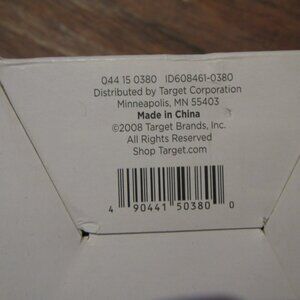 044 15 0380 ID608461-0380
Distributed by Target Corporation
Minneapolis, MN 55403
Made in China
©2008 Target Brands, Inc.
All Rights Reserved
Shop Target.com
4 90441 50380 0